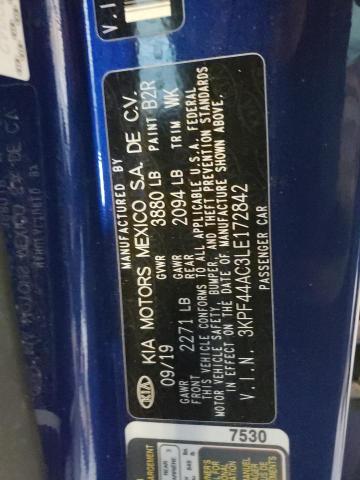 MANUFACTURED BY
KIA MOTORS MEXICO S.A. DE C.V.
09/19 GVWR 3880 LB PAINT B2R
GAWR FRONT 2271 LB GAWR REAR 2094 LB TRIM WK
THIS VEHICLE CONFORMS TO ALL APPLICABLE U.S.A. FEDERAL
MOTOR VEHICLE SAFETY, BUMPER, AND THEFT PREVENTION STANDARDS
IN EFFECT ON THE DATE OF MANUFACTURE SHOWN ABOVE.
V.I.N. 3KPF44AC3LE172842
PASSENGER CAR
KIA
7530
V.I
REAR